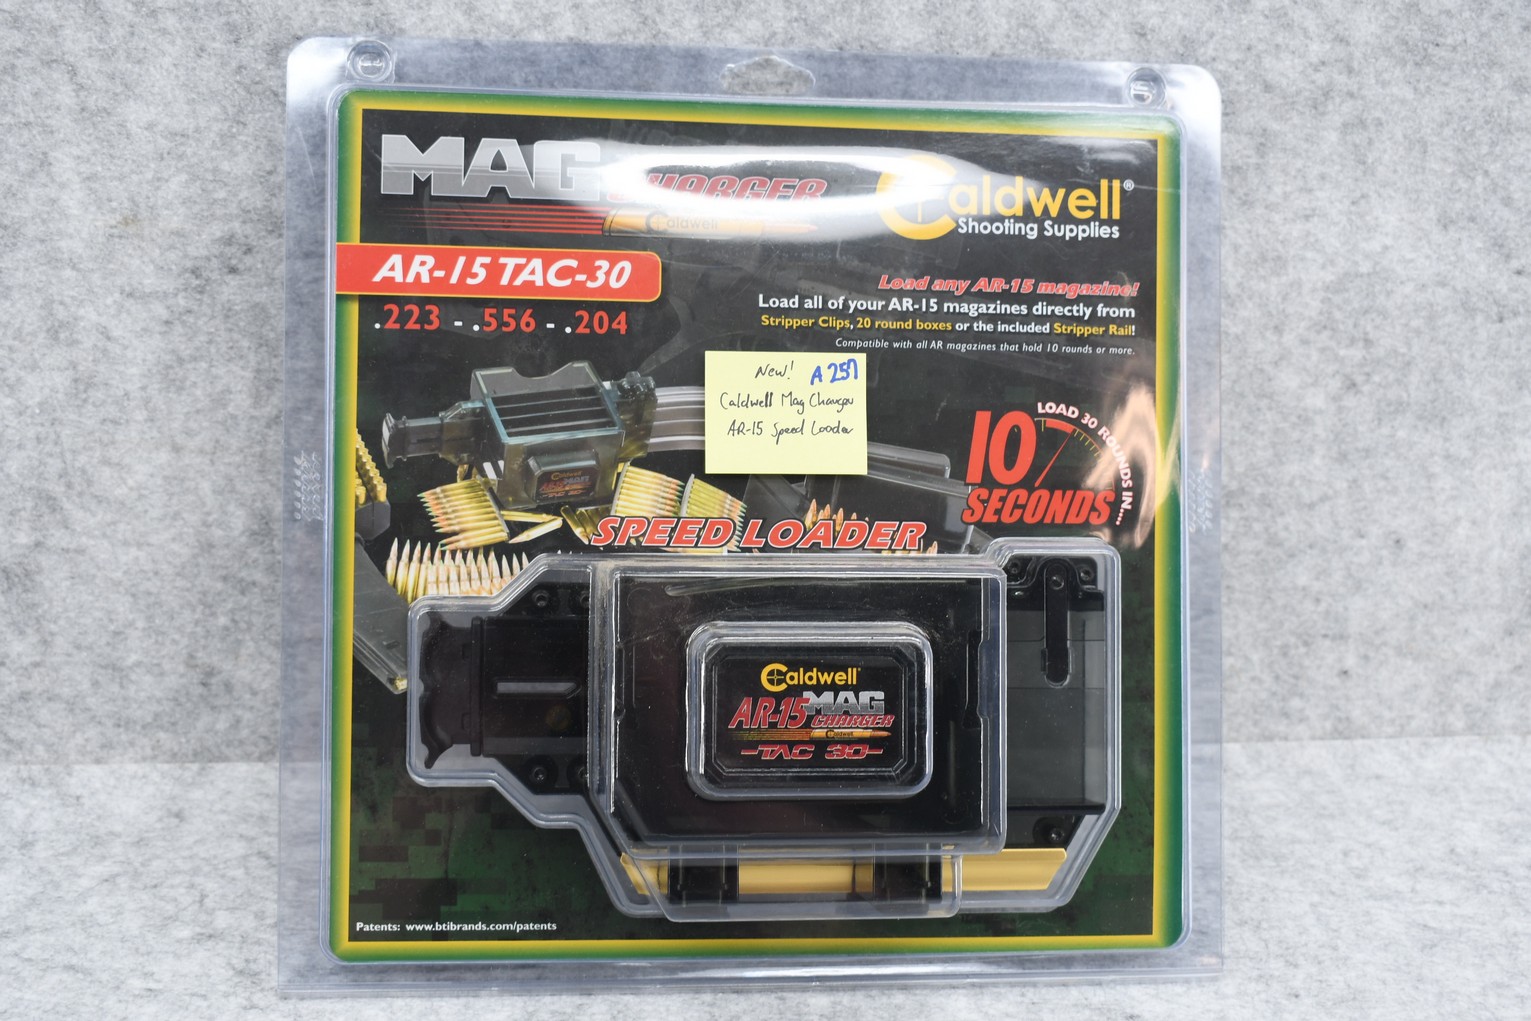 MAG CHARGER
Caldwell
Caldwell®
Shooting Supplies
AR-15 TAC-30
.223 - .556 - .204
Load any AR-15 magazine!
Load all of your AR-15 magazines directly from
Stripper Clips, 20 round boxes or the included Stripper Rail!
Compatible with all AR magazines that hold 10 rounds or more.
New! A257
Caldwell Mag Charger
AR-15 Speed Loader
LOAD 30 ROUNDS IN....
10
SECONDS
Caldwell
SPEED LOADER
Caldwell
AR-15 MAG
CHARGER
Caldwell
-TAC 30-
Patents: www.btibrands.com/patents